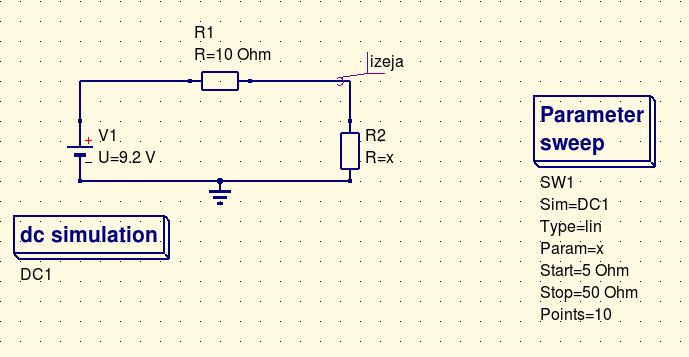 R1
R=10 Ohm
izeja
V1
U=9.2 V
R2
R=x
+
dc simulation
DC1
Parameter
sweep
SW1
Sim=DC1
Type=lin
Param=x
Start=5 Ohm
Stop=50 Ohm
Points=10